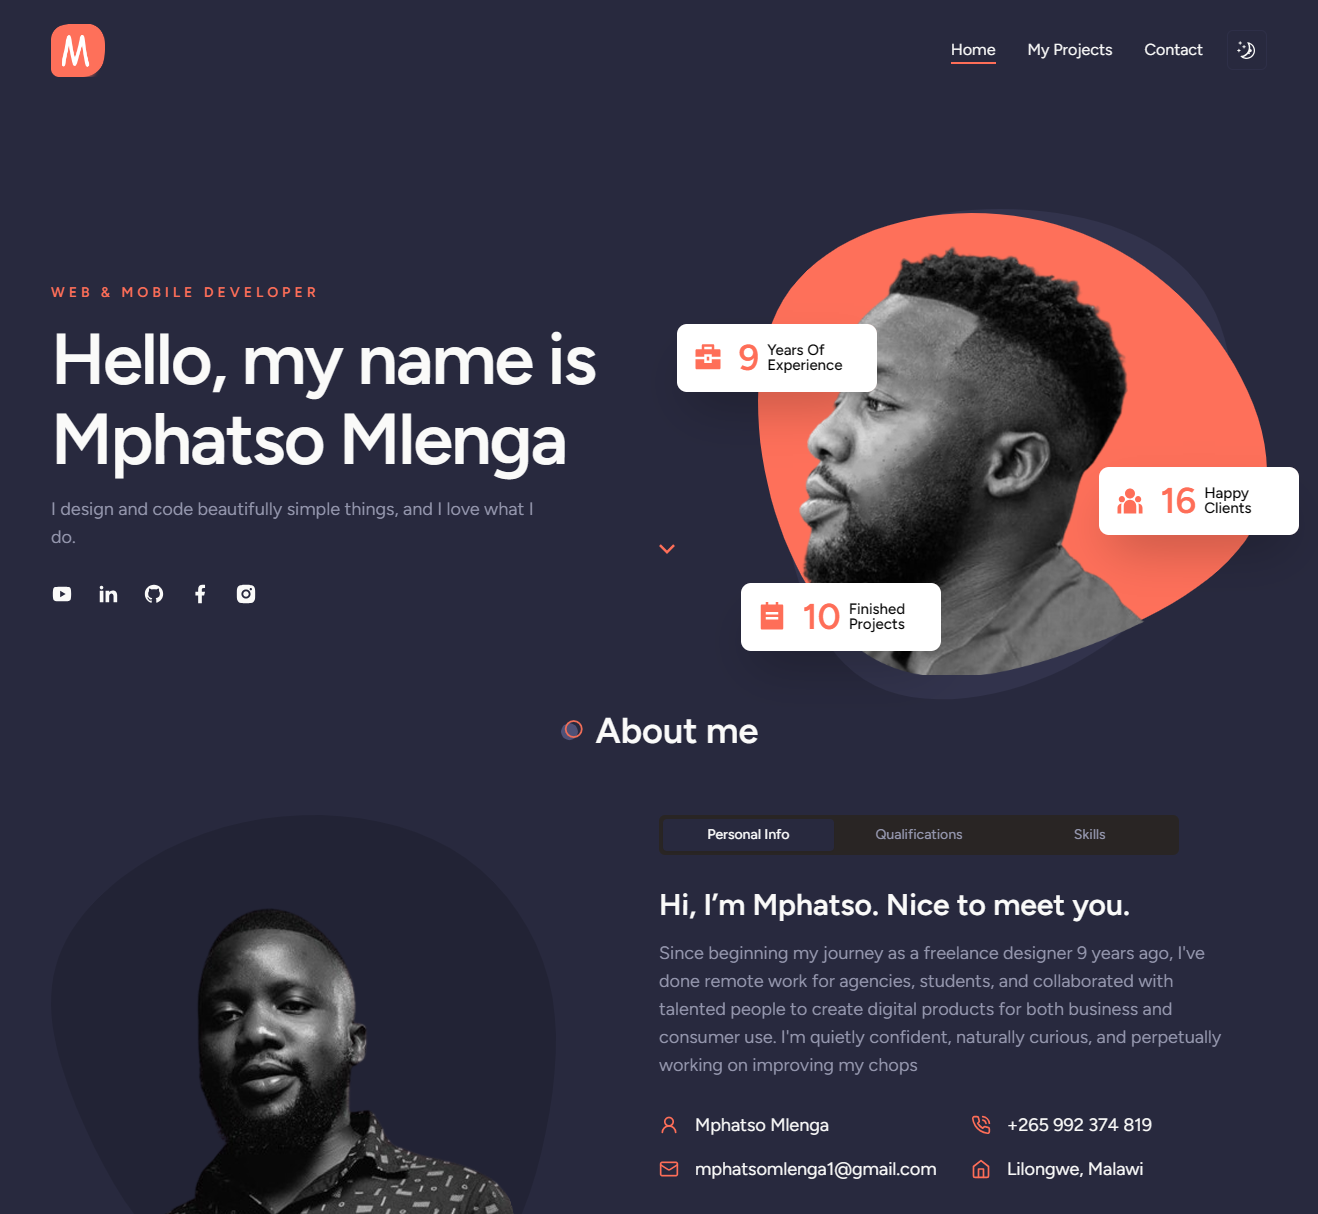 M
Home
My Projects
Contact
WEB & MOBILE DEVELOPER
Hello, my name is
Mphatso Mlenga
I design and code beautifully simple things, and I love what I
do.
9 Years Of
Experience
16 Happy
Clients
10 Finished
Projects
About me
Personal Info
Qualifications
Skills
Hi, I’m Mphatso. Nice to meet you.
Since beginning my journey as a freelance designer 9 years ago, I've
done remote work for agencies, students, and collaborated with
talented people to create digital products for both business and
consumer use. I'm quietly confident, naturally curious, and perpetually
working on improving my chops
Mphatso Mlenga
+265 992 374 819
mphatsomlenga1@gmail.com
Lilongwe, Malawi